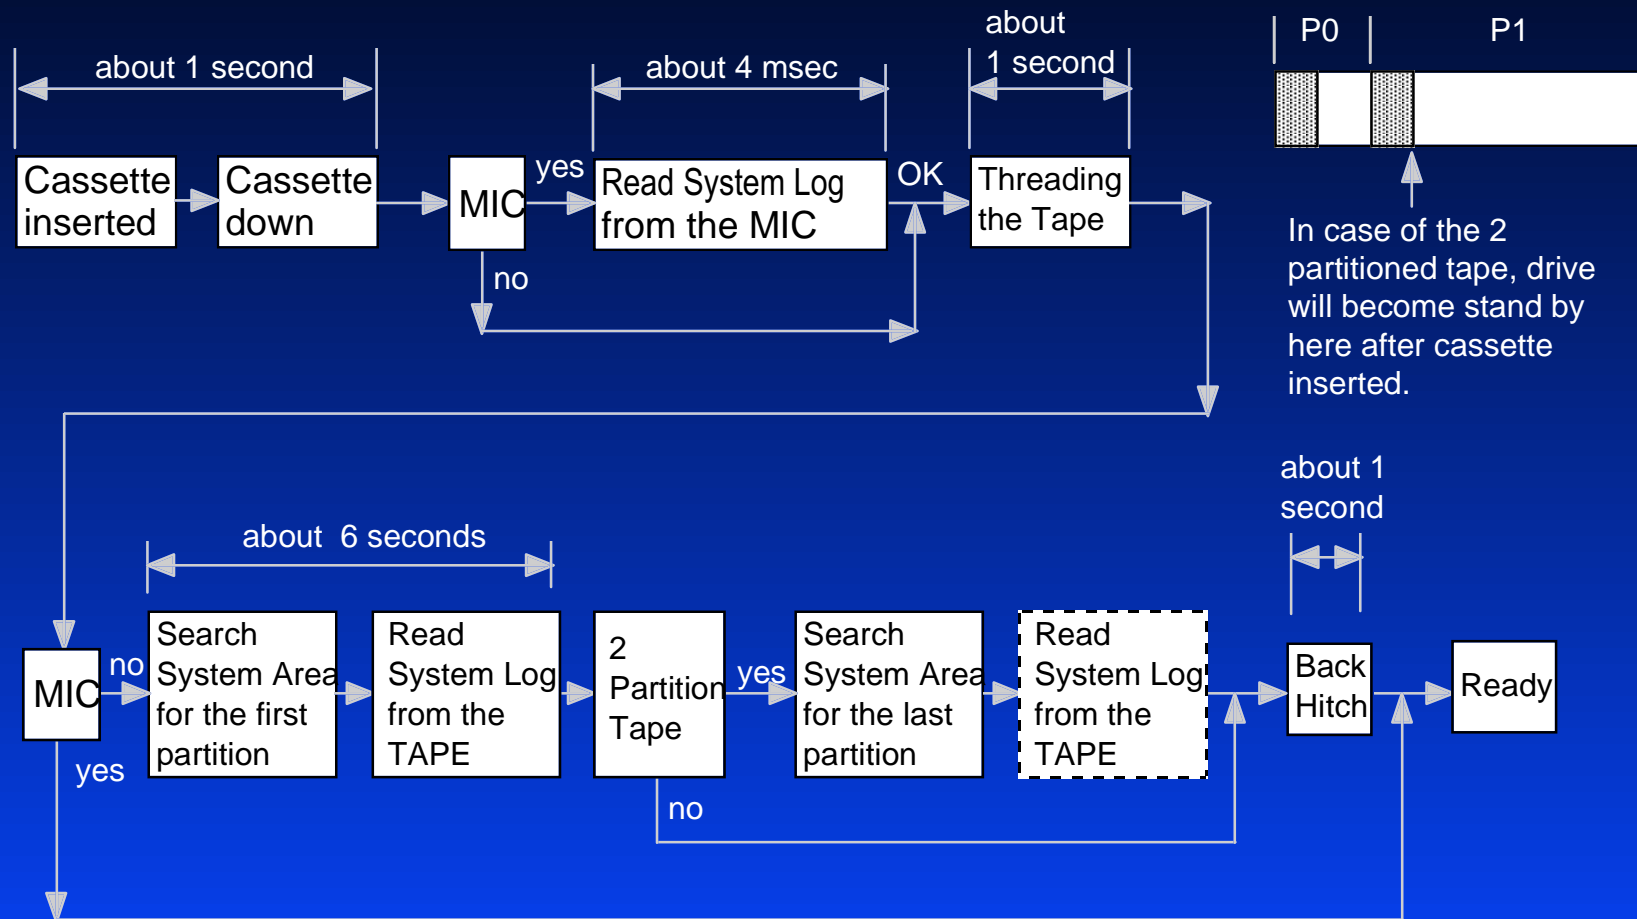 about 1 second
about 4 msec
about
1 second
P0
P1
Cassette
inserted
Cassette
down
MIC
yes
no
Read System Log
from the MIC
OK
Threading
the Tape
In case of the 2
partitioned tape, drive
will become stand by
here after cassette
inserted.
about 6 seconds
about 1
second
MIC
no
yes
Search
System Area
for the first
partition
Read
System Log
from the
TAPE
2
Partition
Tape
yes
no
Search
System Area
for the last
partition
Read
System Log
from the
TAPE
Back
Hitch
Ready